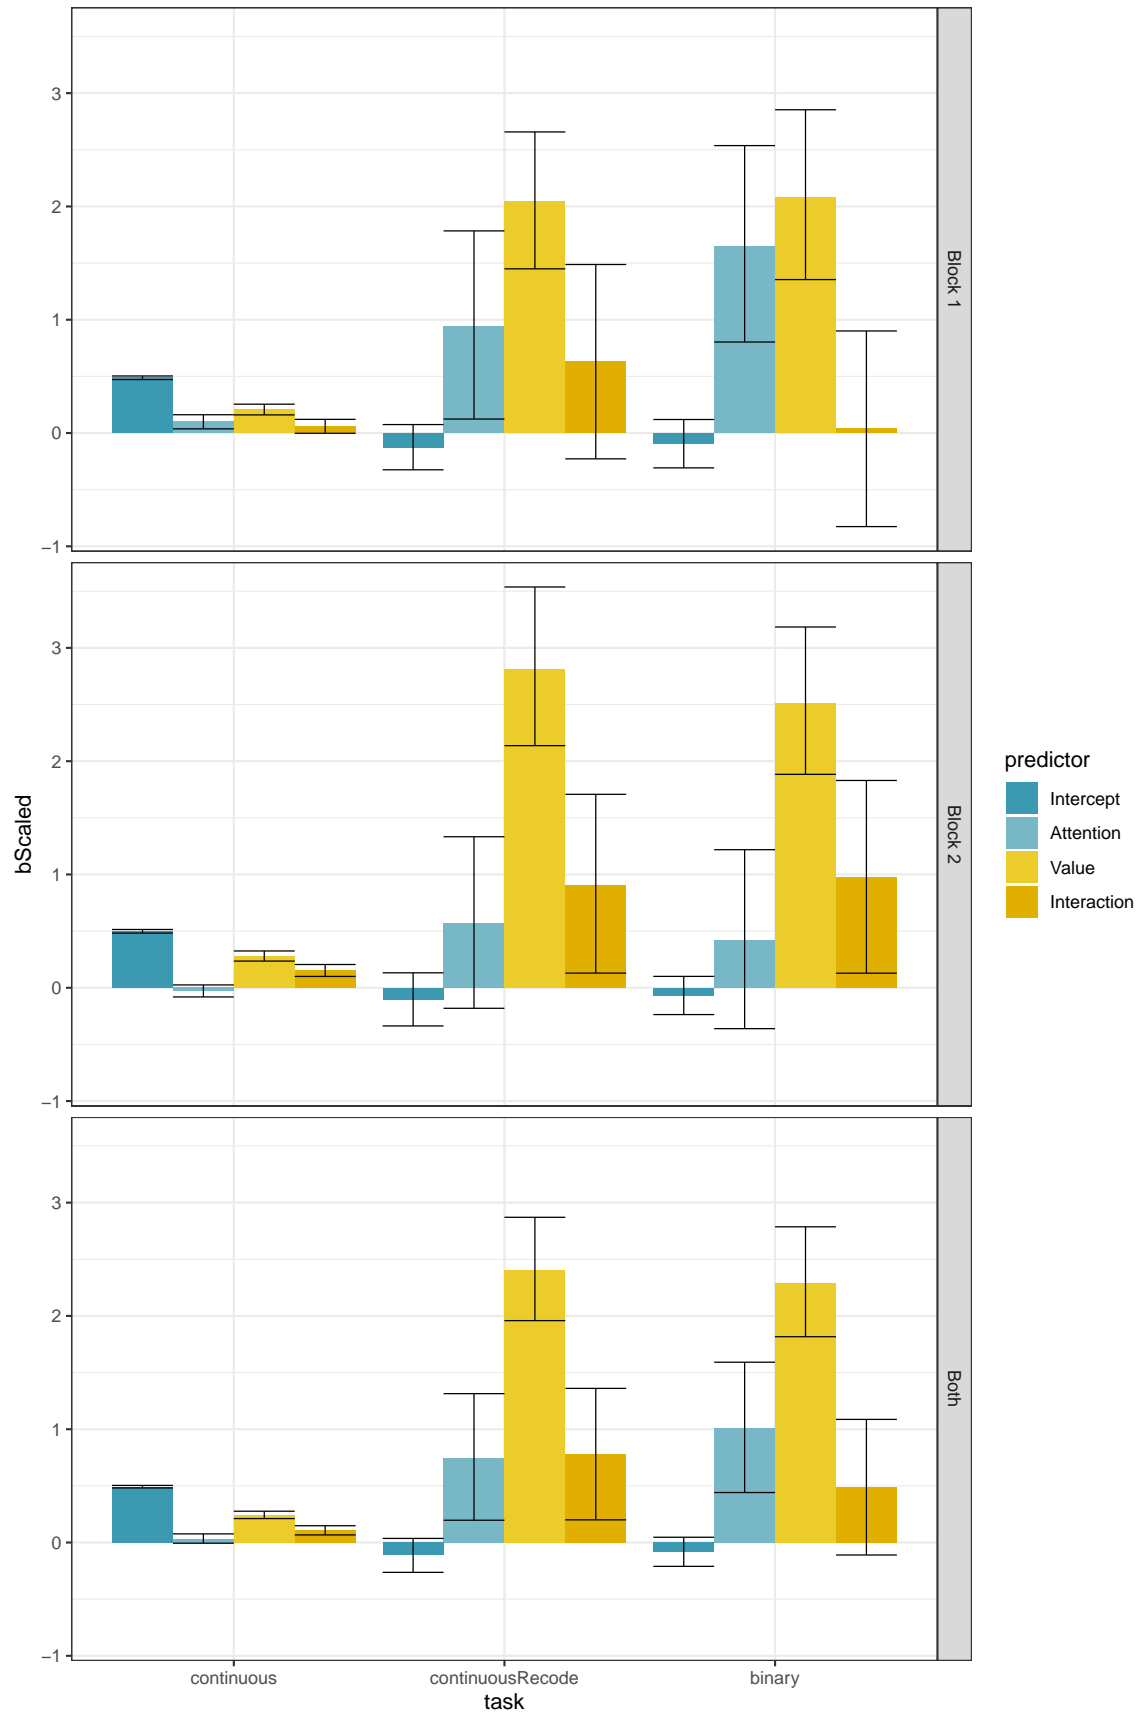 3
2
1
0
−1
Block 1
3
2
1
0
−1
Block 2
3
2
1
0
−1
Both
bScaled
continuous
continuousRecode
binary
task
predictor
Intercept
Attention
Value
Interaction